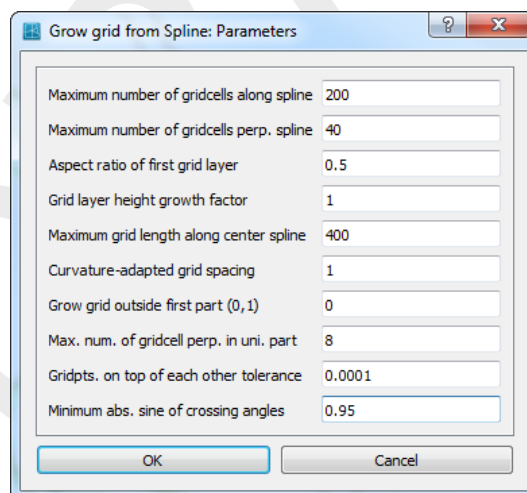 Grow grid from Spline: Parameters
Maximum number of gridcells along spline 200
Maximum number of gridcells perp. spline 40
Aspect ratio of first grid layer 0.5
Grid layer height growth factor 1
Maximum grid length along center spline 400
Curvature-adapted grid spacing 1
Grow grid outside first part (0,1) 0
Max. num. of gridcell perp. in uni. part 8
Gridpts. on top of each other tolerance 0.0001
Minimum abs. sine of crossing angles 0.95
OK Cancel